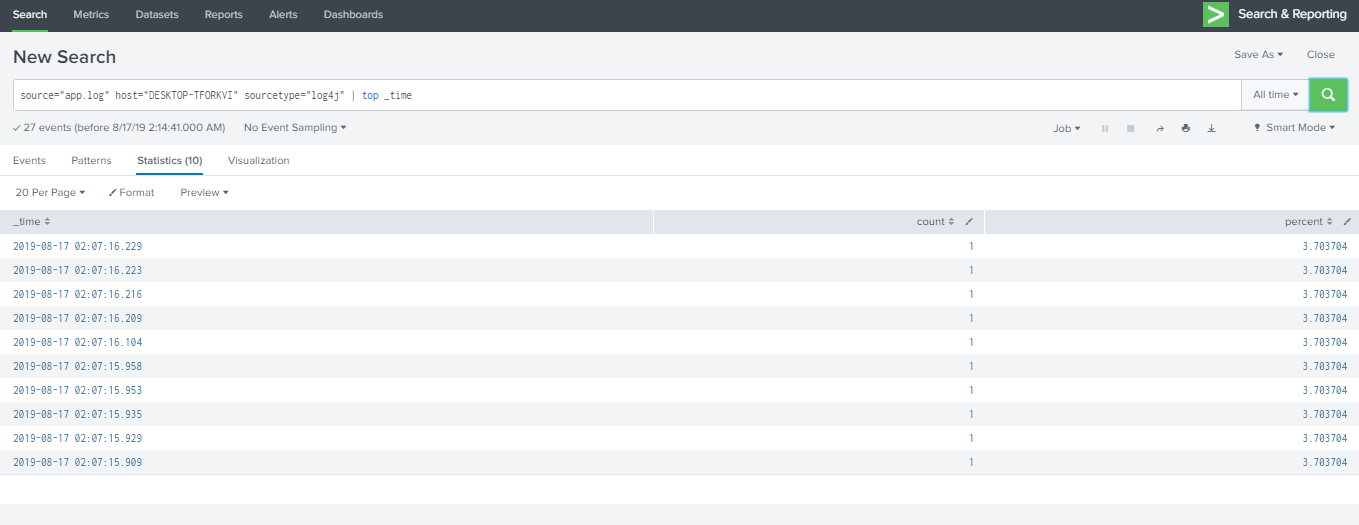 Search Metrics Datasets Reports Alerts Dashboards Search & Reporting
New Search Save As Close
source="app.log" host="DESKTOP-TFORKVI" sourcetype="log4j" | top _time All time
27 events (before 8/17/19 2:14:41.000 AM) No Event Sampling Job Smart Mode
Events Patterns Statistics (10) Visualization
20 Per Page Format Preview
_time count percent
2019-08-17 02:07:16.229 1 3.703704
2019-08-17 02:07:16.223 1 3.703704
2019-08-17 02:07:16.216 1 3.703704
2019-08-17 02:07:16.209 1 3.703704
2019-08-17 02:07:16.104 1 3.703704
2019-08-17 02:07:15.958 1 3.703704
2019-08-17 02:07:15.953 1 3.703704
2019-08-17 02:07:15.935 1 3.703704
2019-08-17 02:07:15.929 1 3.703704
2019-08-17 02:07:15.909 1 3.703704